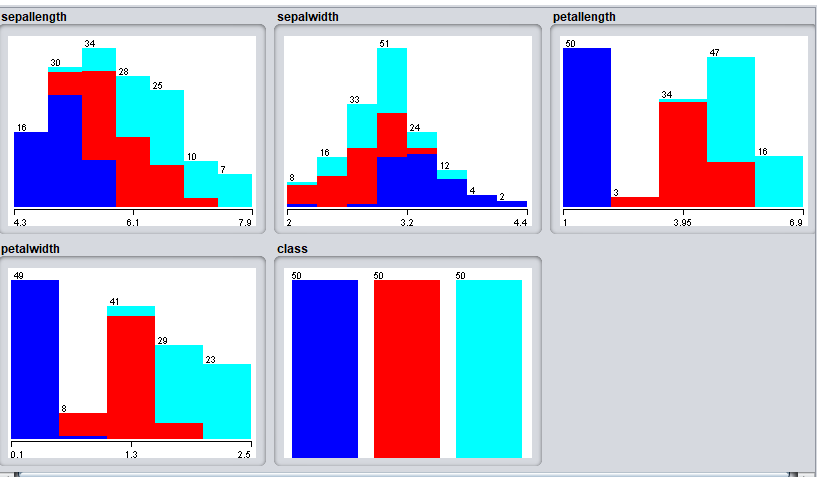 sepallength
16 30 34 28 25 10 7
4.3 6.1 7.9
sepalwidth
8 16 33 51 24 12 4 2
2 3.2 4.4
petallength
50 3 34 47 16
1 3.95 6.9
petalwidth
49 8 41 29 23
0.1 1.3 2.5
class
50 50 50